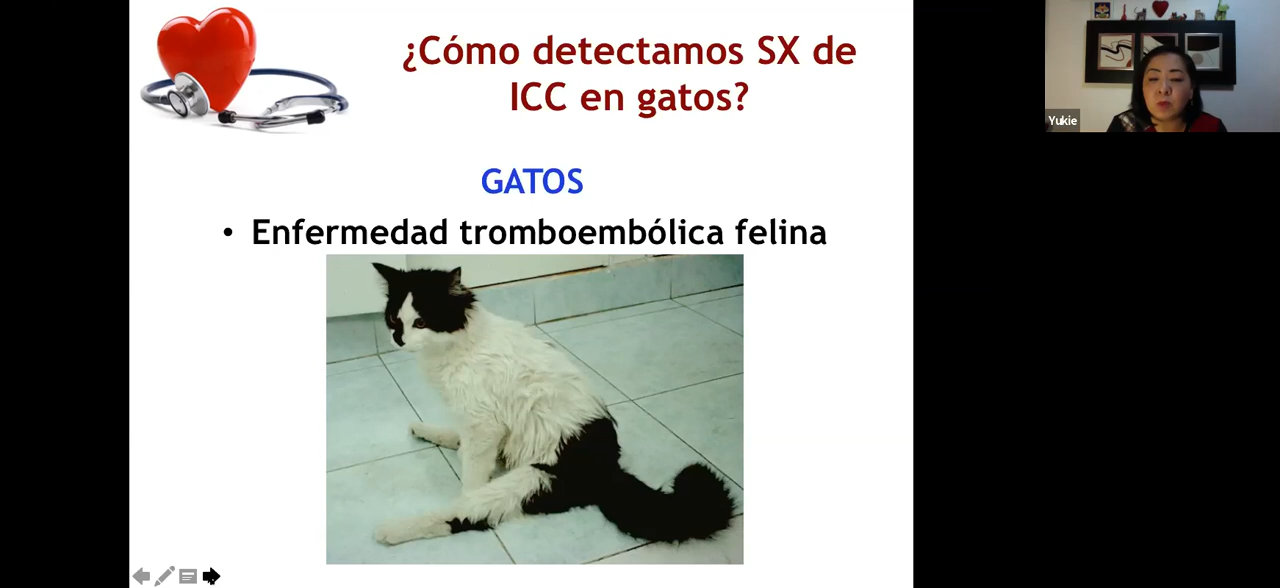 ¿Cómo detectamos SX de
ICC en gatos?
GATOS
• Enfermedad tromboembólica felina
Yukie